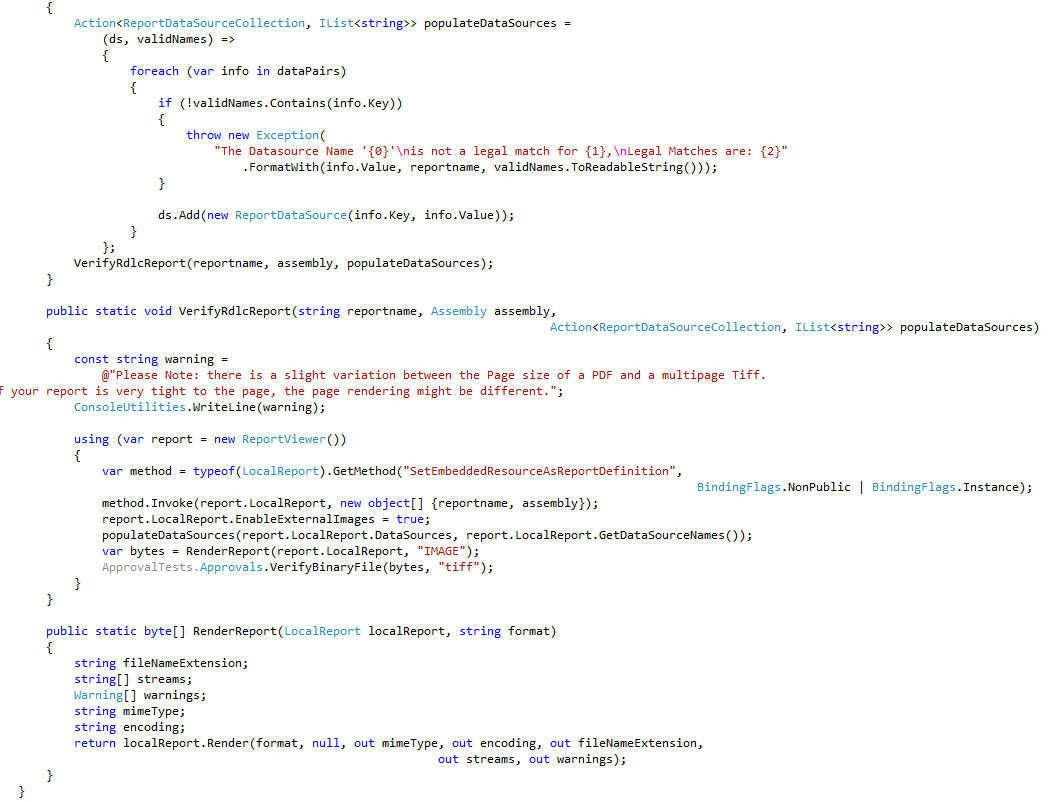 {
Action<ReportDataSourceCollection, IList<string>> populateDataSources =
(ds, validNames) =>
{
foreach (var info in dataPairs)
{
if (!validNames.Contains(info.Key))
{
throw new Exception(
"The Datasource Name '{0}'\nis not a legal match for {1},\nLegal Matches are: {2}"
.FormatWith(info.Value, reportname, validNames.ToReadableString()));
}
ds.Add(new ReportDataSource(info.Key, info.Value));
}
};
VerifyRdlcReport(reportname, assembly, populateDataSources);
}
public static void VerifyRdlcReport(string reportname, Assembly assembly,
Action<ReportDataSourceCollection, IList<string>> populateDataSources)
{
const string warning =
@"Please Note: there is a slight variation between the Page size of a PDF and a multipage Tiff.
f your report is very tight to the page, the page rendering might be different.";
ConsoleUtilities.WriteLine(warning);
using (var report = new ReportViewer())
{
var method = typeof(LocalReport).GetMethod("SetEmbeddedResourceAsReportDefinition",
BindingFlags.NonPublic | BindingFlags.Instance);
method.Invoke(report.LocalReport, new object[] {reportname, assembly});
report.LocalReport.EnableExternalImages = true;
populateDataSources(report.LocalReport.DataSources, report.LocalReport.GetDataSourceNames());
var bytes = RenderReport(report.LocalReport, "IMAGE");
ApprovalTests.Approvals.VerifyBinaryFile(bytes, "tiff");
}
}
public static byte[] RenderReport(LocalReport localReport, string format)
{
string fileNameExtension;
string[] streams;
Warning[] warnings;
string mimeType;
string encoding;
return localReport.Render(format, null, out mimeType, out encoding, out fileNameExtension,
out streams, out warnings);
}
}